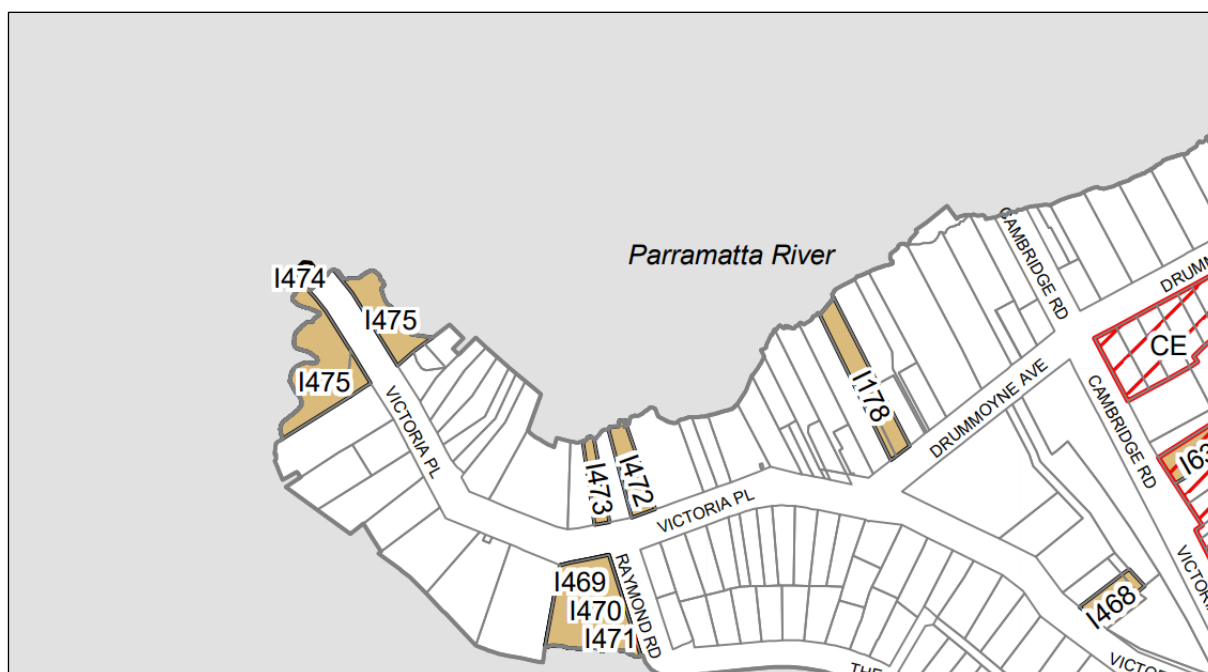 CAMBRIDGE RD
Parramatta River
I474
DRUMM
I475
CE
I475
VICTORIA PL
I178
DRUMMOYNE AVE
CAMBRIDGE RD
I63
I473
I472
VICTORIA PL
I469
RAYMOND RD
I470
I471
I468
VICTORIA
THE
VICTO